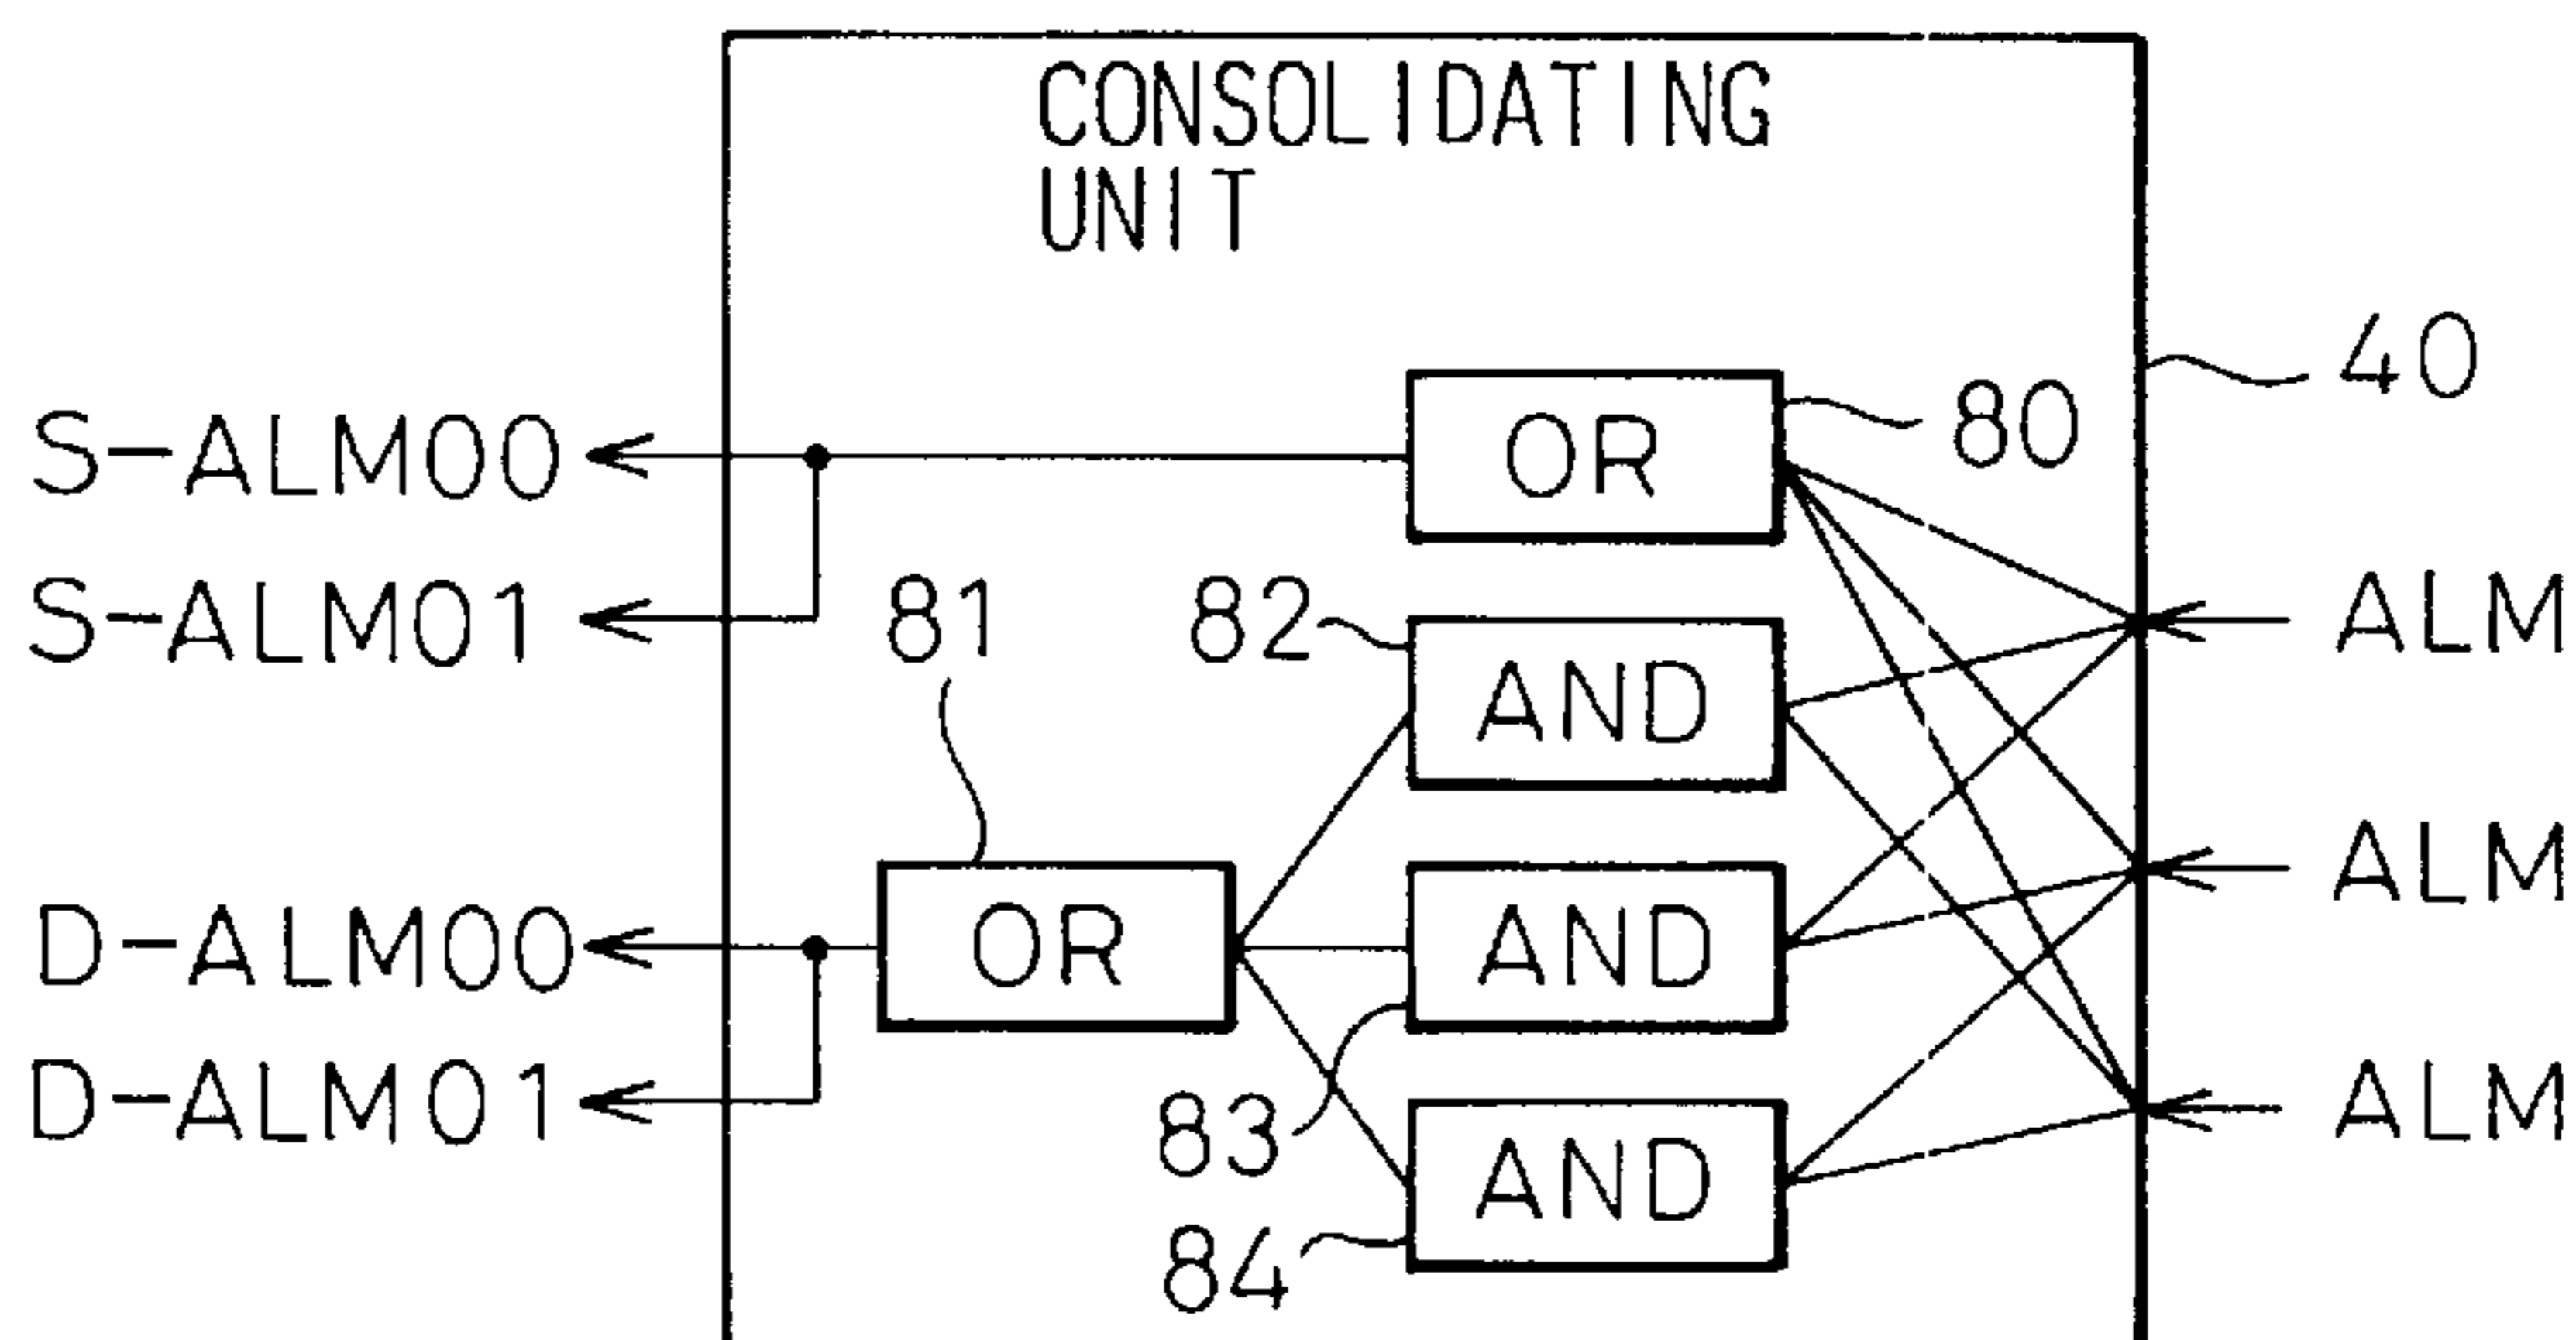 CONSOLIDATING
UNIT
40
80
OR
S-ALM00
S-ALM01
81
82
ALM
AND
ALM
D-ALM00
OR
AND
D-ALM01
83
ALM
AND
84